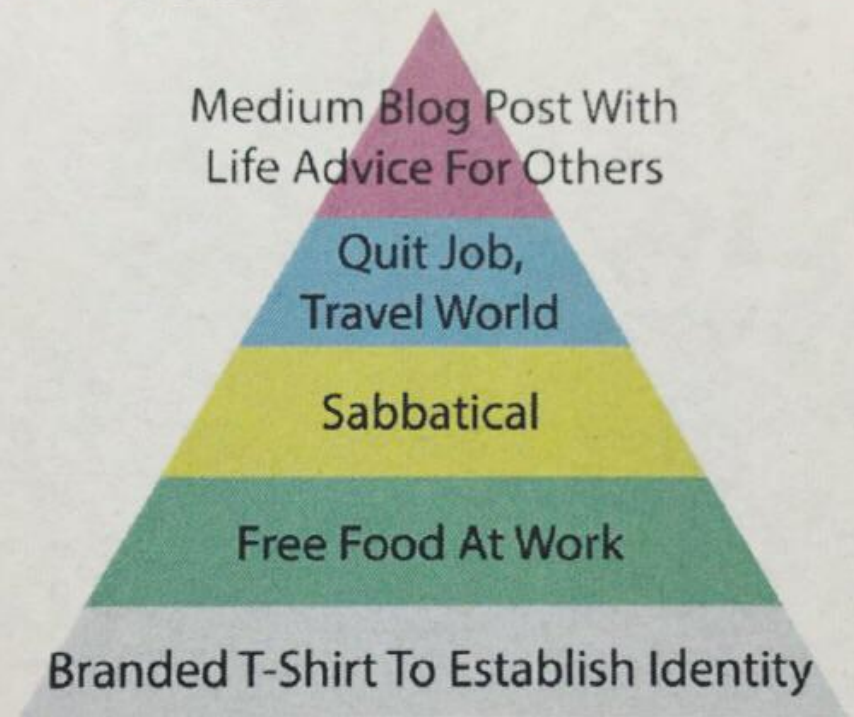 Medium Blog Post With
Life Advice For Others
Quit Job,
Travel World
Sabbatical
Free Food At Work
Branded T-Shirt To Establish Identity